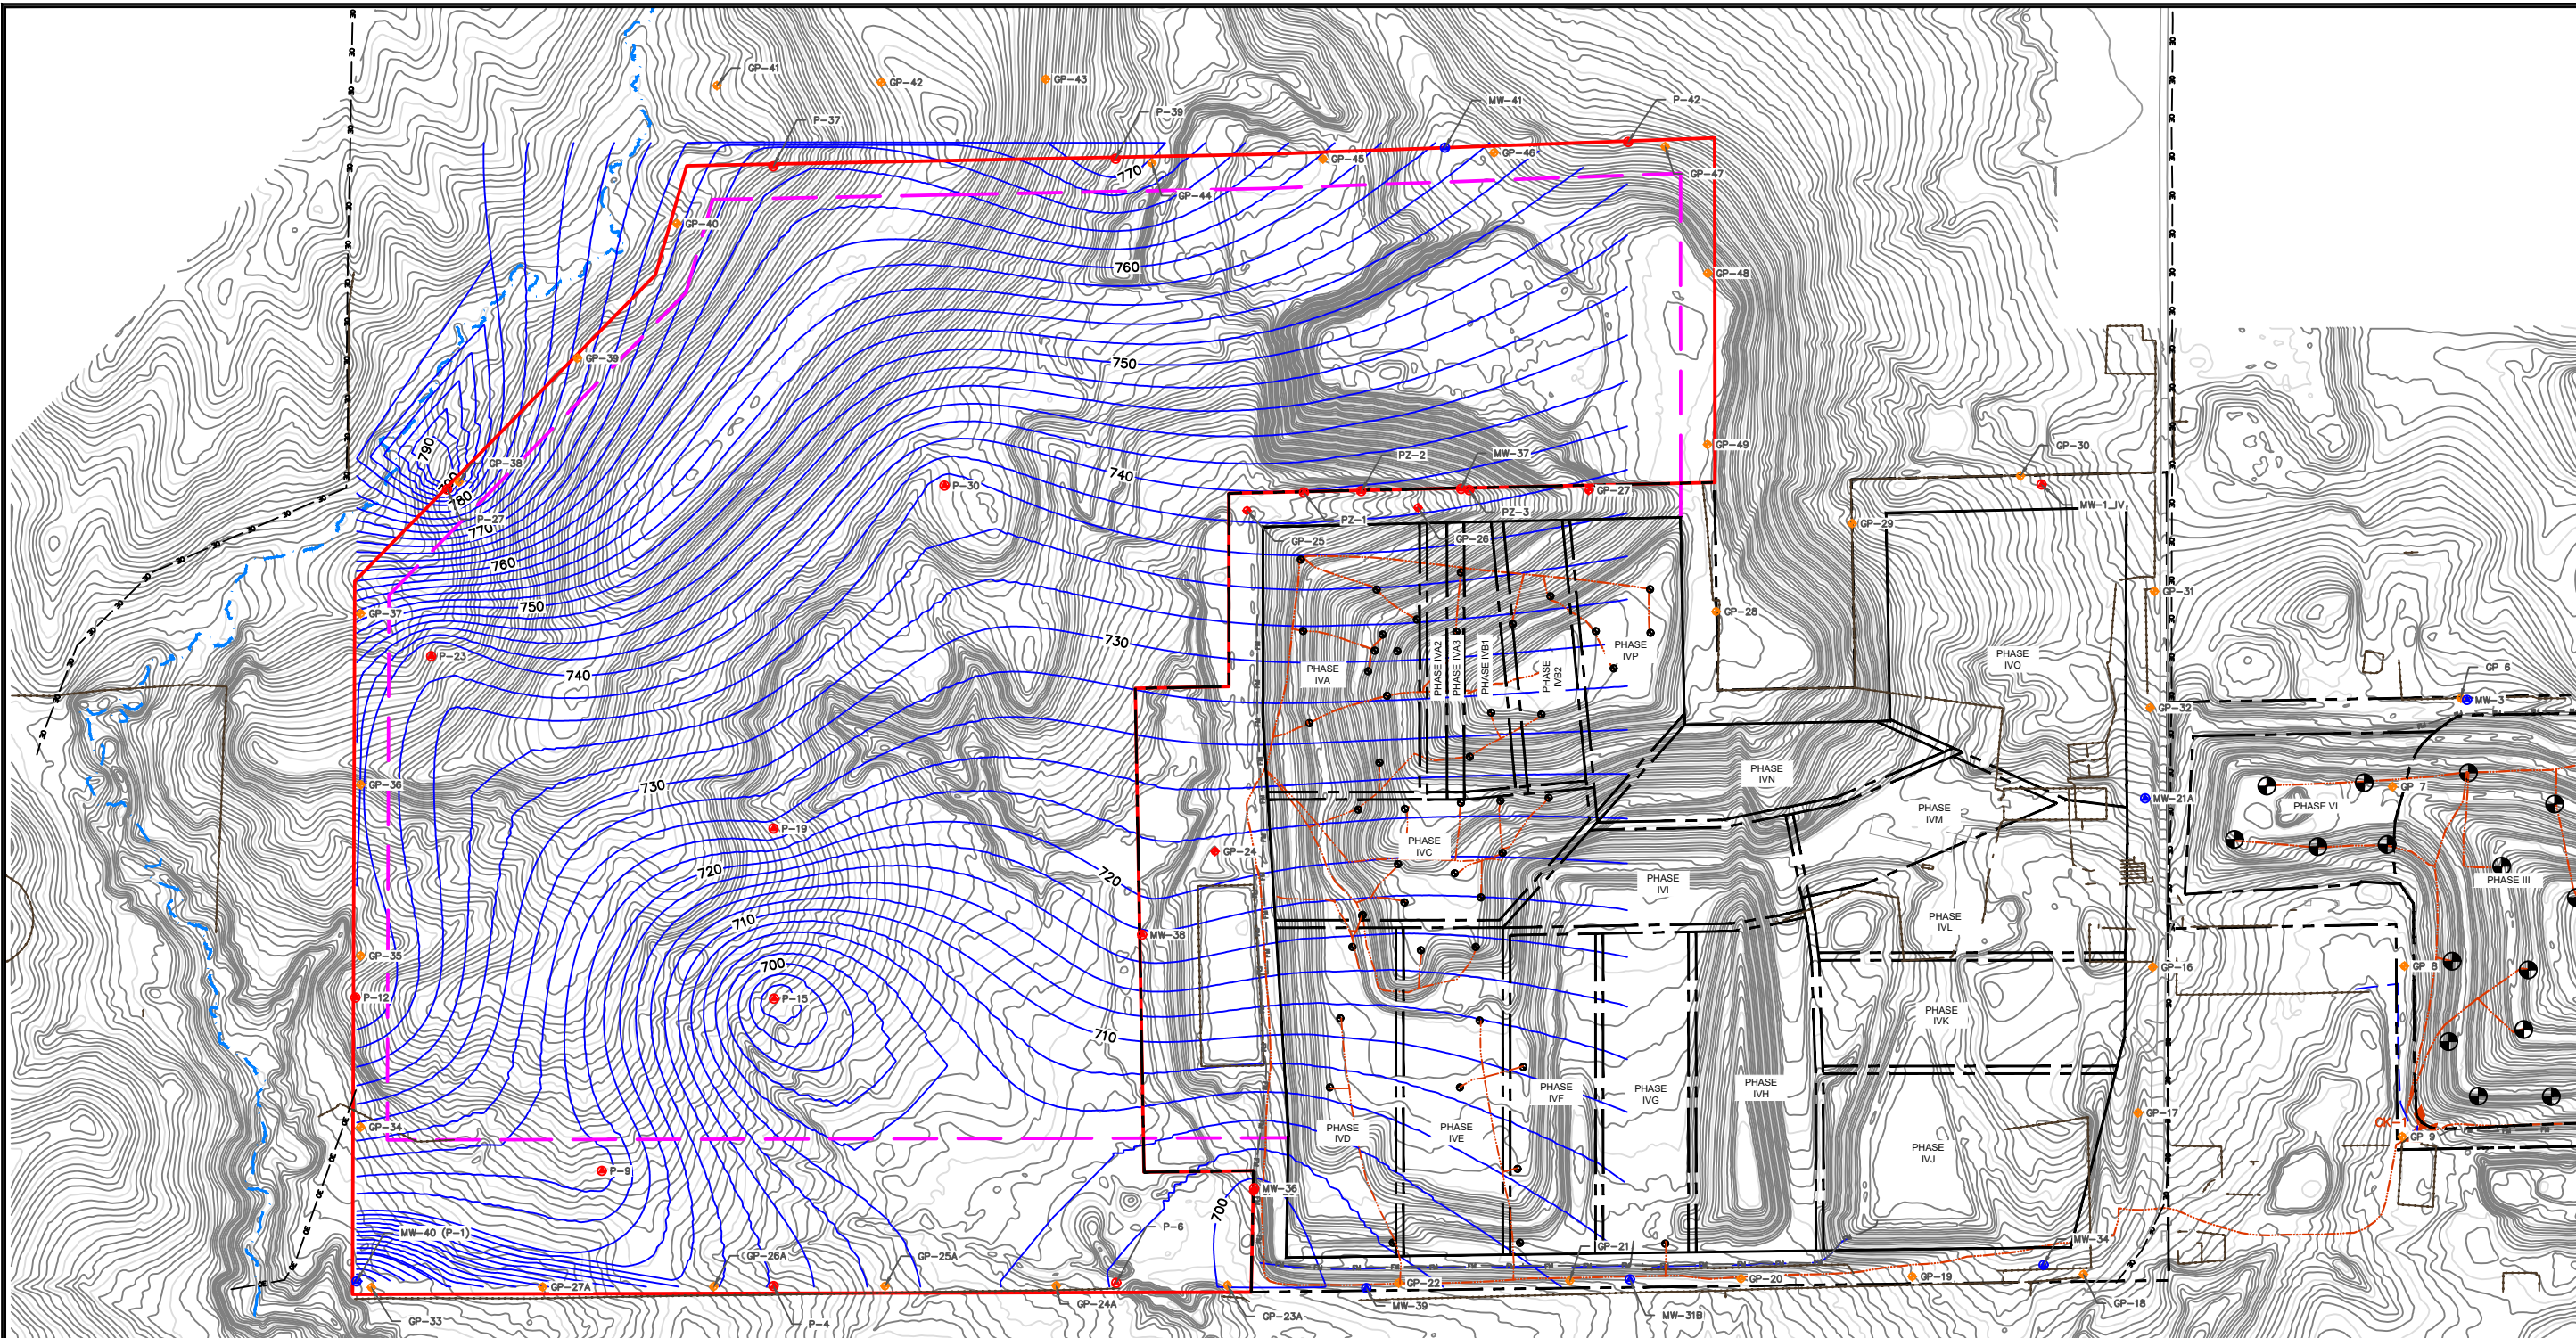 GP-41
GP-42
GP-43
P-37
P-39
MW-41
P-42
770
GP-45
GP-46
GP-47
GP-44
GP-40
760
GP-48
GP-39
750
790
GP-38
780
P-27
770
760
750
P-30
740
PZ-2
MW-37
GP-49
GP-27
PZ-1
PZ-3
GP-25
GP-26
GP-30
MW-1_IV
GP-29
GP-31
GP-37
GP-28
P-23
740
730
PHASE
IVA
PHASE IVA2
PHASE IVA3
PHASE IVB1
PHASE
IVB2
PHASE
IVP
PHASE
IVO
GP 6
MW-3
GP-32
GP-36
730
PHASE
IVN
MW-21A
GP 7
PHASE VI
PHASE
IVM
P-19
720
720
GP-24
PHASE
IVC
PHASE
IVI
PHASE III
710
PHASE
IVL
MW-38
GP-35
700
GP-16
GP 8
P-12
P-15
710
PHASE
IVK
PHASE
IVF
PHASE
IVG
PHASE
IVH
GP-17
GP-34
PHASE
IVD
PHASE
IVE
PHASE
IVJ
GP 9
P-9
MW-36
700
P-6
MW-40 (P-1)
GP-26A
GP-25A
GP-21
MW-34
GP-27A
GP-22
GP-20
GP-19
GP-33
P-4
GP-24A
GP-23A
MW-39
MW-31B
GP-18